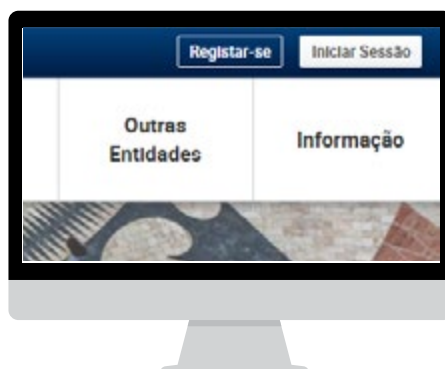 Registar-se
Iniciar Sessão
Outras
Entidades
Informação